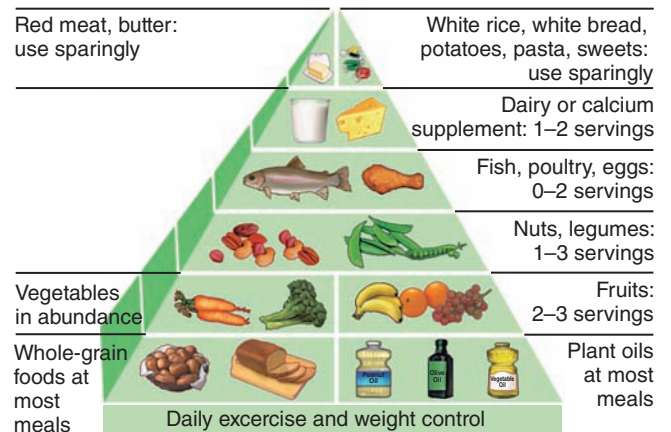 Red meat, butter:
use sparingly
White rice, white bread,
potatoes, pasta, sweets:
use sparingly
Dairy or calcium
supplement: 1–2 servings
Fish, poultry, eggs:
0–2 servings
Nuts, legumes:
1–3 servings
Vegetables
in abundance
Fruits:
2–3 servings
Whole-grain
foods at
most
meals
Peanut
Oil
Olive
Oil
Vegetable
Oil
Plant oils
at most
meals
Daily excercise and weight control